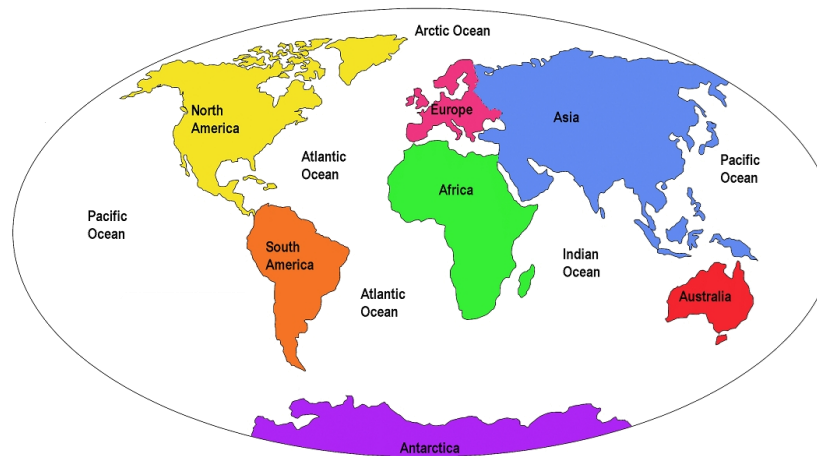 Arctic Ocean
North
America
Europe
Asia
Atlantic
Ocean
Pacific
Ocean
Africa
Pacific
Ocean
South
America
Indian
Ocean
Atlantic
Ocean
Australia
Antarctica